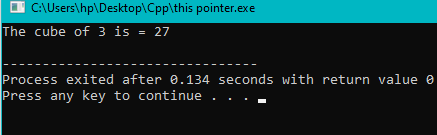 C:\Users\hp\Desktop\Cpp\this pointer.exe
The cube of 3 is = 27
--------------------------------
Process exited after 0.134 seconds with return value 0
Press any key to continue . . .